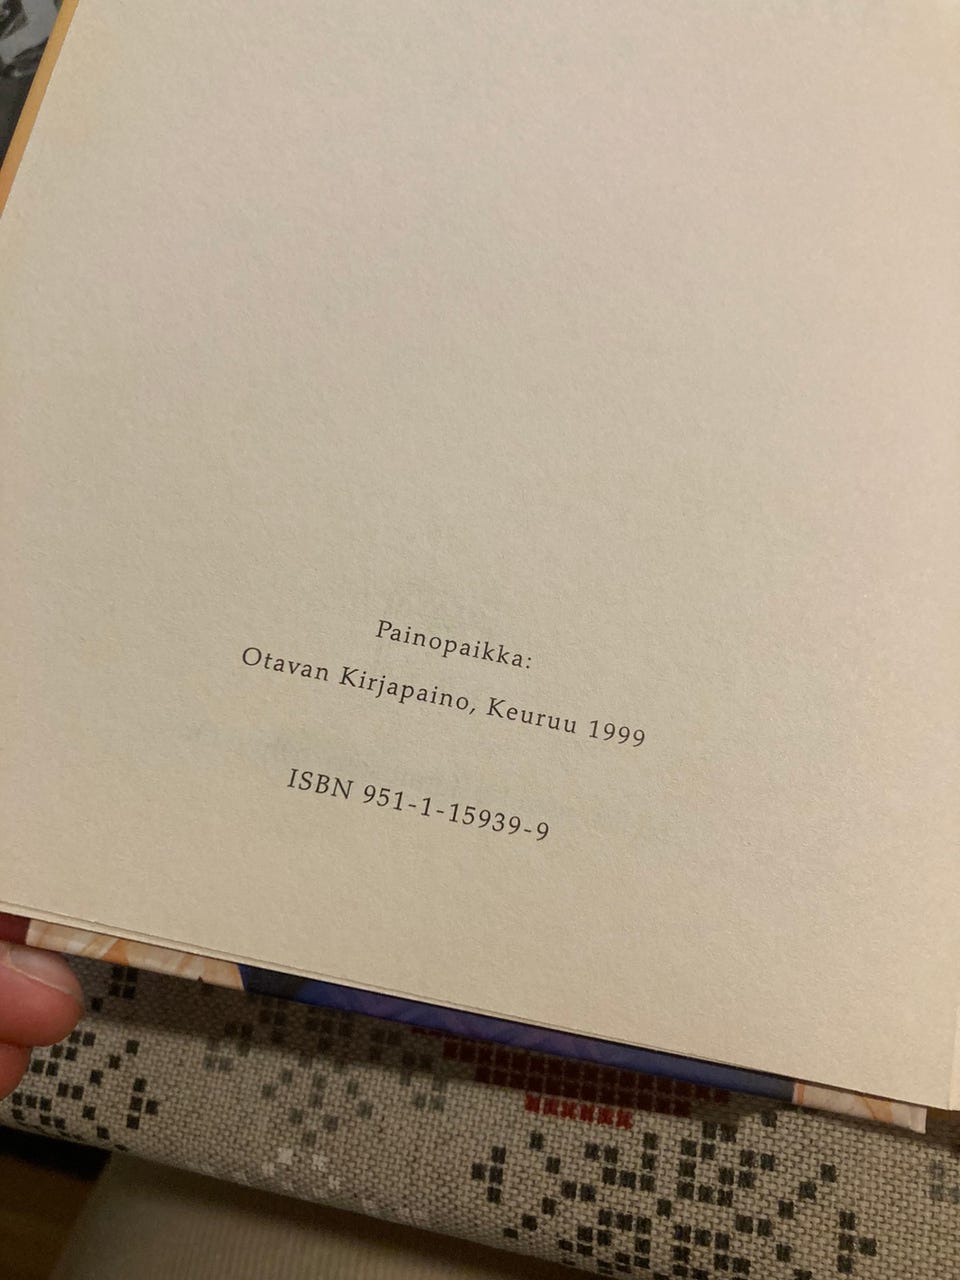 Painopaikka:
Otavan Kirjapaino, Keuruu 1999
ISBN 951-1-15939-9